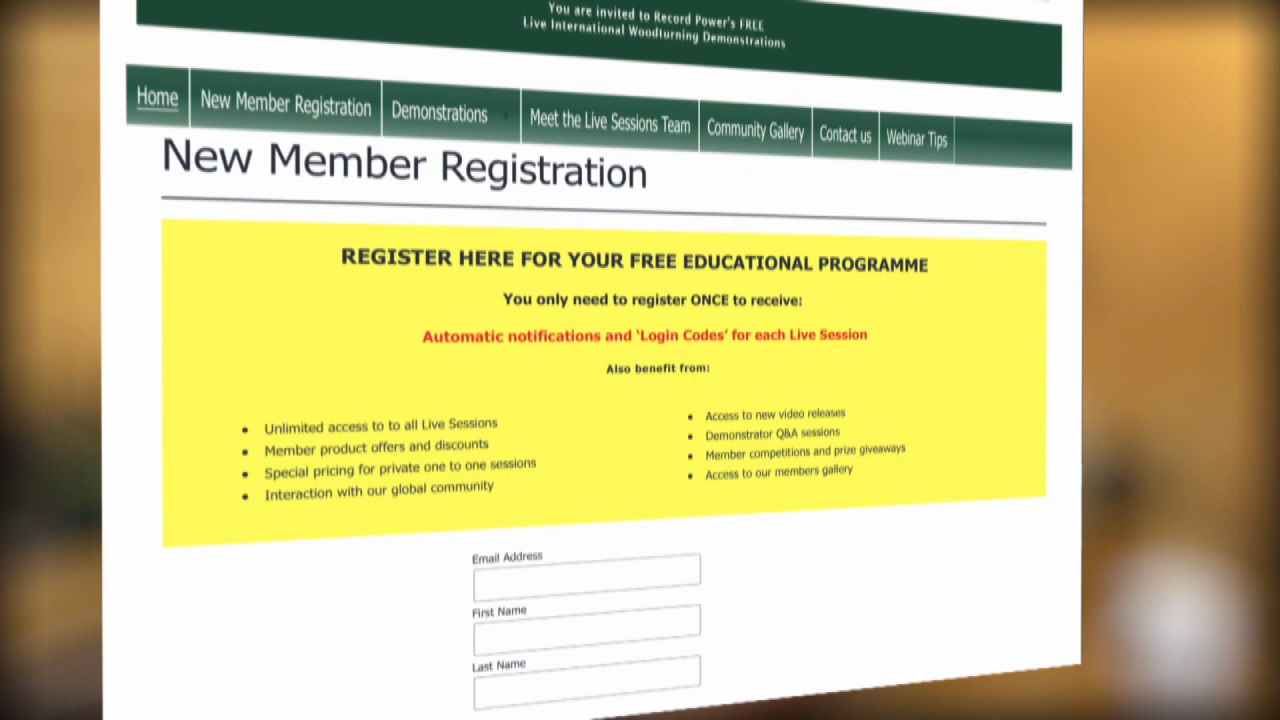 You are invited to Record Power's FREE
Live International Woodturning Demonstrations
Home New Member Registration Demonstrations Meet the Live Sessions Team Community Gallery Contact us Webinar Tips
New Member Registration
REGISTER HERE FOR YOUR FREE EDUCATIONAL PROGRAMME
You only need to register ONCE to receive:
Automatic notifications and ‘Login Codes’ for each Live Session
Also benefit from:
• Unlimited access to to all Live Sessions
• Member product offers and discounts
• Special pricing for private one to one sessions
• Interaction with our global community
• Access to new video releases
• Demonstrator Q&A sessions
• Member competitions and prize giveaways
• Access to our members gallery
Email Address
First Name
Last Name